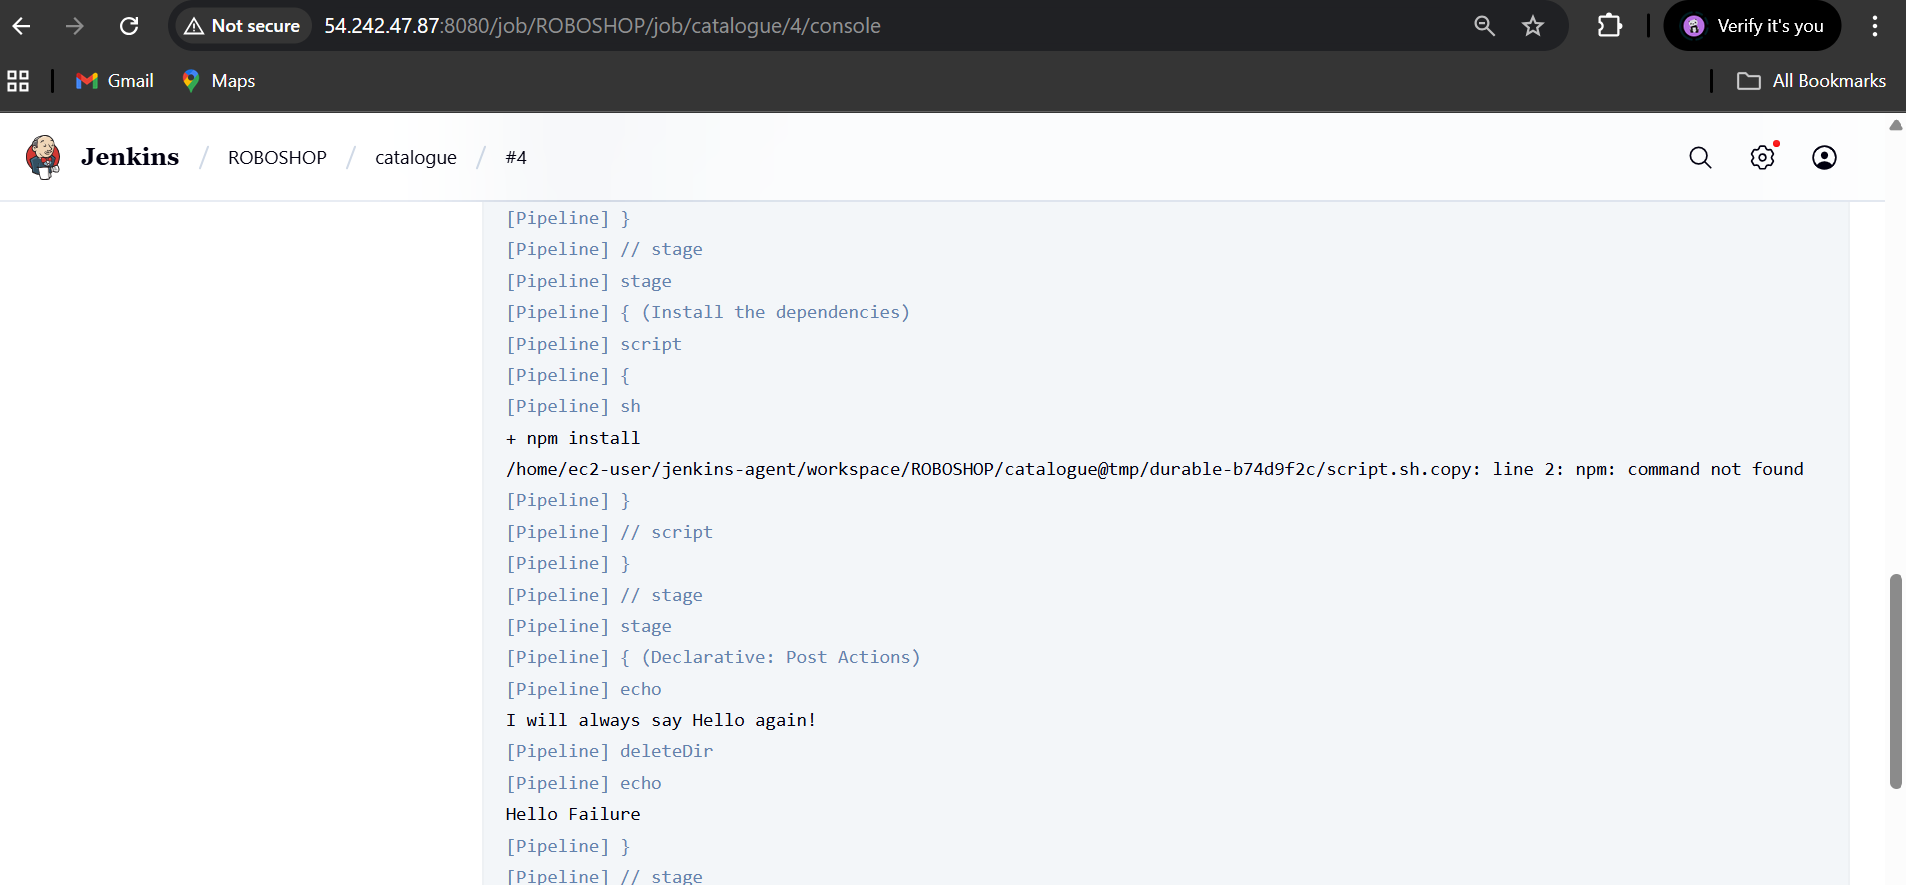 Not secure 54.242.47.87:8080/job/ROBOSHOP/job/catalogue/4/console Verify it's you
Gmail Maps All Bookmarks
Jenkins / ROBOSHOP / catalogue / #4
[Pipeline] }
[Pipeline] // stage
[Pipeline] stage
[Pipeline] { (Install the dependencies)
[Pipeline] script
[Pipeline] {
[Pipeline] sh
+ npm install
/home/ec2-user/jenkins-agent/workspace/ROBOSHOP/catalogue@tmp/durable-b74d9f2c/script.sh.copy: line 2: npm: command not found
[Pipeline] }
[Pipeline] // script
[Pipeline] }
[Pipeline] // stage
[Pipeline] stage
[Pipeline] { (Declarative: Post Actions)
[Pipeline] echo
I will always say Hello again!
[Pipeline] deleteDir
[Pipeline] echo
Hello Failure
[Pipeline] }
[Pipeline] // stage